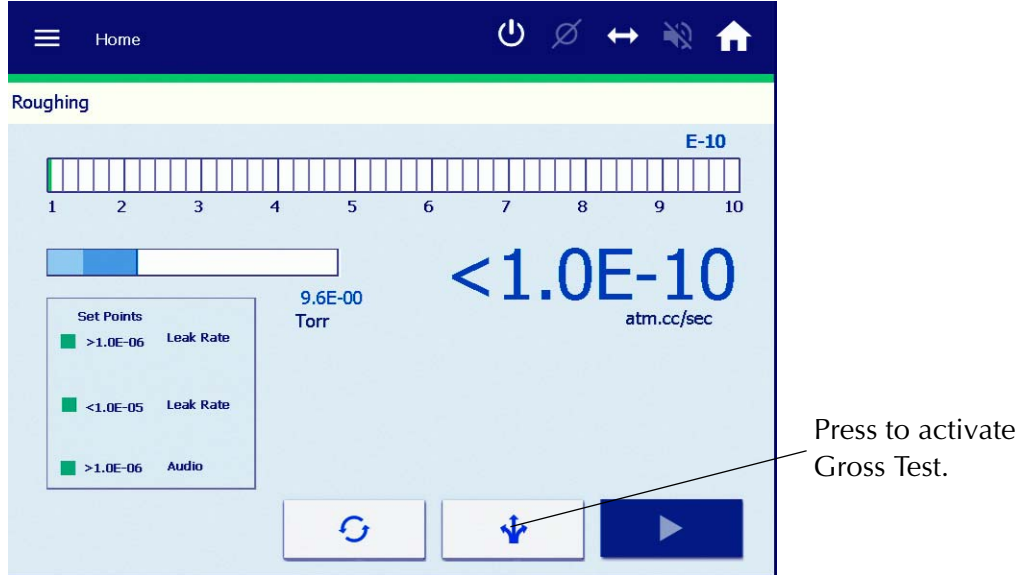 Home
Roughing
E-10
1 2 3 4 5 6 7 8 9 10
<1.0E-10
atm.cc/sec
9.6E-00
Torr
Set Points
>1.0E-06 Leak Rate
<1.0E-05 Leak Rate
>1.0E-06 Audio
Press to activate
Gross Test.